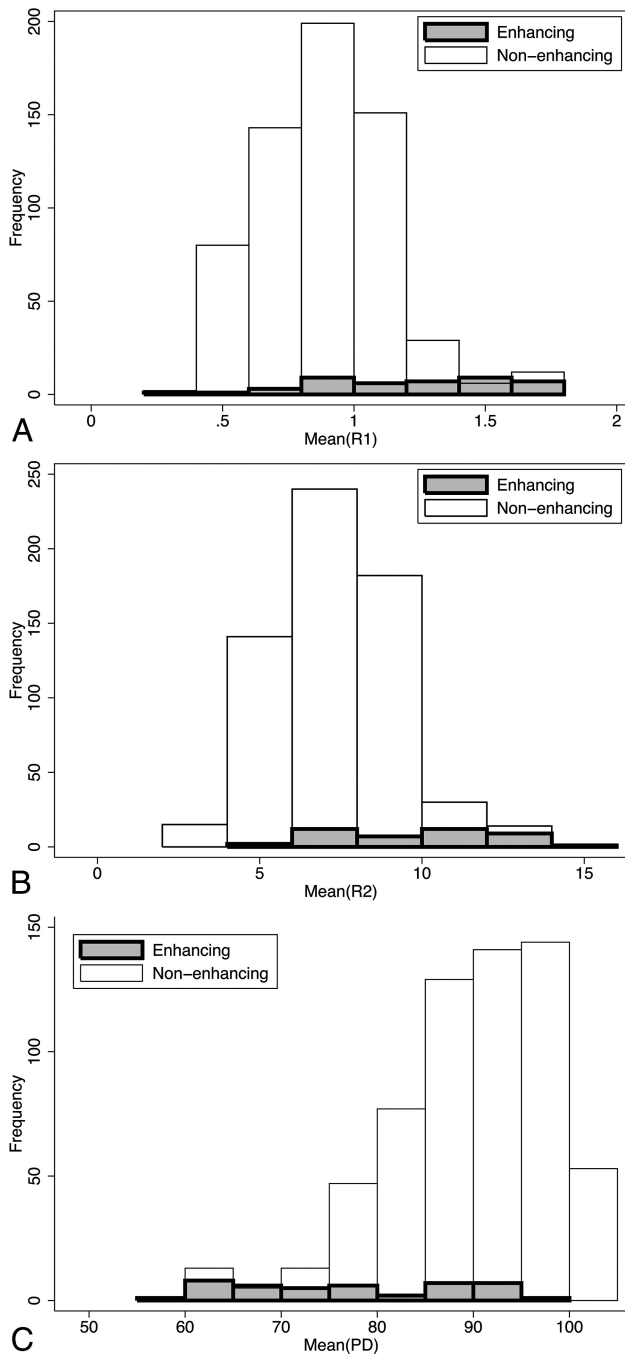 200
150
100
50
0
Frequency
Enhancing
Non-enhancing
0 .5 1 1.5 2
Mean(R1)
A
250
200
150
100
50
0
Frequency
Enhancing
Non-enhancing
0 5 10 15
Mean(R2)
B
150
100
50
0
Frequency
Enhancing
Non-enhancing
50 60 70 80 90 100
Mean(PD)
C